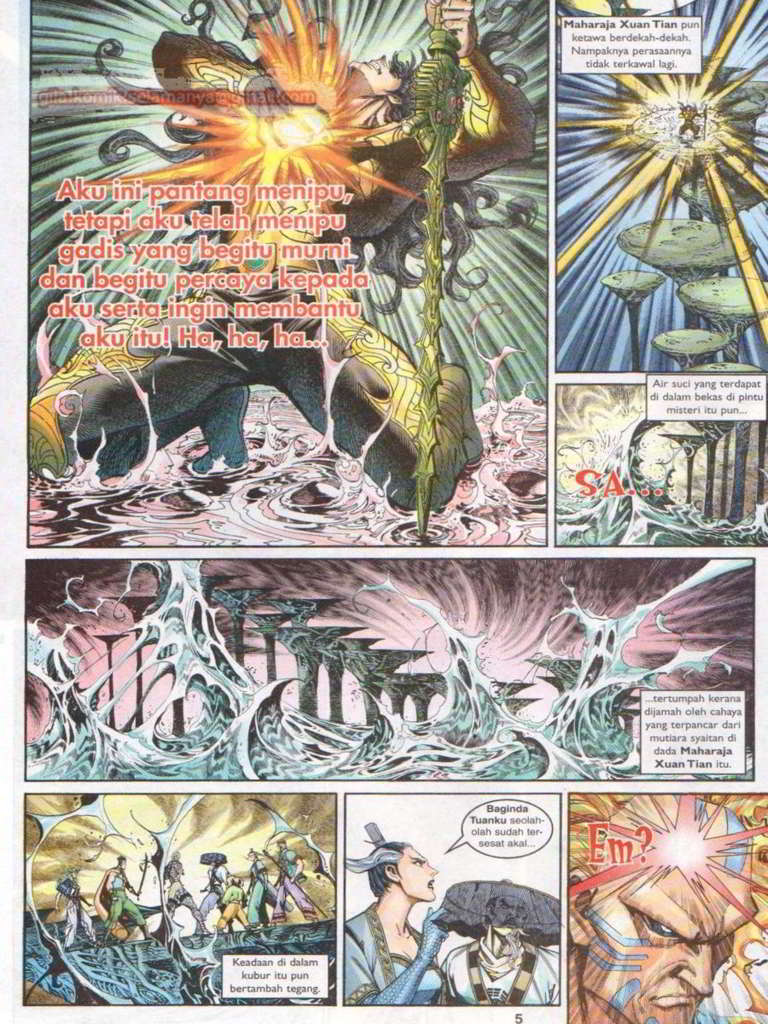 Maharaja Xuan Tian pun
ketawa berdekah-dekah.
Nampaknya perasaannya
tidak terkawal lagi.
Aku ini pantang menipu,
tetapi aku telah menipu
gadis yang begitu murni
dan begitu percaya kepada
aku serta ingin membantu
aku itu! Ha, ha, ha...
Air suci yang terdapat
di dalam bekas di pintu
misteri itu pun...
SA...
...tertumpah kerana
dijamah oleh cahaya
yang terpancar dari
mutiara syaitan di
dada Maharaja
Xuan Tian itu.
Keadaan di dalam
kubur itu pun
bertambah tegang.
Baginda
Tuanku seolah-
olah sudah ter-
sesat akal...
Em?
5